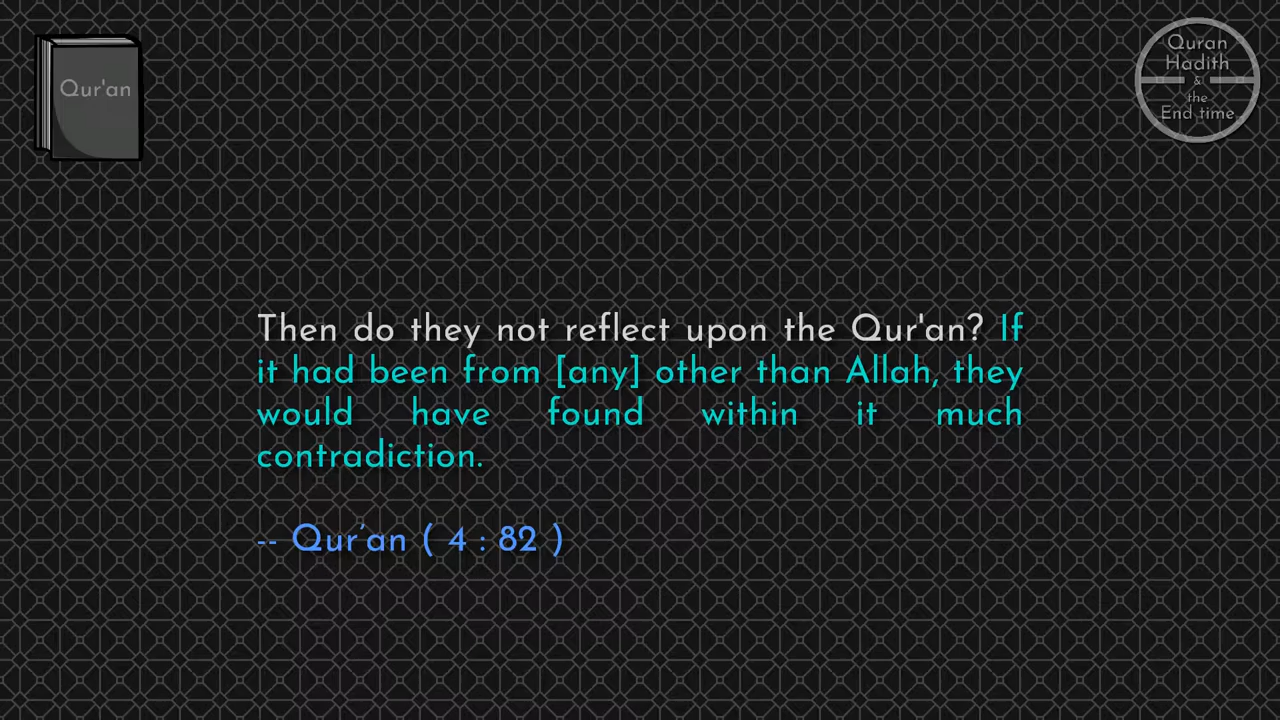 Qur'an
Quran
Hadith
&
the
End time
Then do they not reflect upon the Qur'an? If
it had been from [any] other than Allah, they
would have found within it much
contradiction.
-- Qur’an ( 4 : 82 )